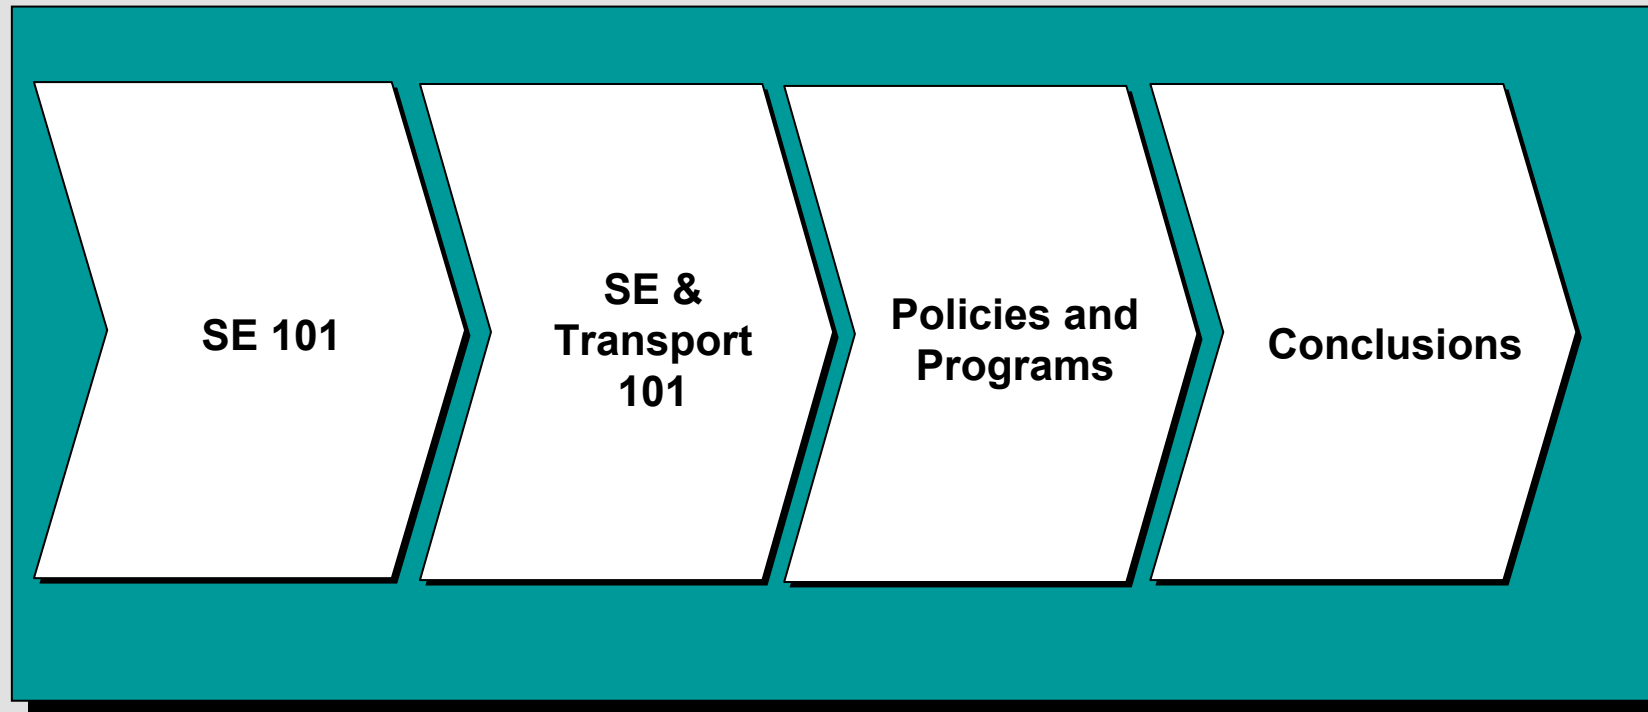 SE 101
SE &
Transport
101
Policies and
Programs
Conclusions